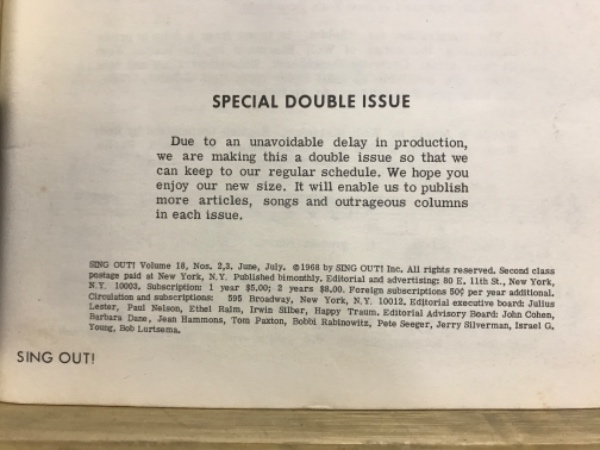 SPECIAL DOUBLE ISSUE
Due to an unavoidable delay in production,
we are making this a double issue so that we
can keep to our regular schedule. We hope you
enjoy our new size. It will enable us to publish
more articles, songs and outrageous columns
in each issue.
SING OUT! Volume 18, Nos. 2,3. June, July. ©1968 by SING OUT! Inc. All rights reserved. Second class
postage paid at New York, N.Y. Published bimonthly. Editorial and advertising: 80 E. 11th St., New York,
N.Y. 10003. Subscription: 1 year $5.00; 2 years $8.00. Foreign subscriptions 50¢ per year additional.
Circulation and subscriptions: 595 Broadway, New York, N.Y. 10012. Editorial executive board: Julius
Lester, Paul Nelson, Ethel Raim, Irwin Silber, Happy Traum. Editorial Advisory Board: John Cohen,
Barbara Dane, Jean Hammons, Tom Paxton, Bobbi Rabinowitz, Pete Seeger, Jerry Silverman, Israel G.
Young, Bob Lurtsema.
SING OUT!